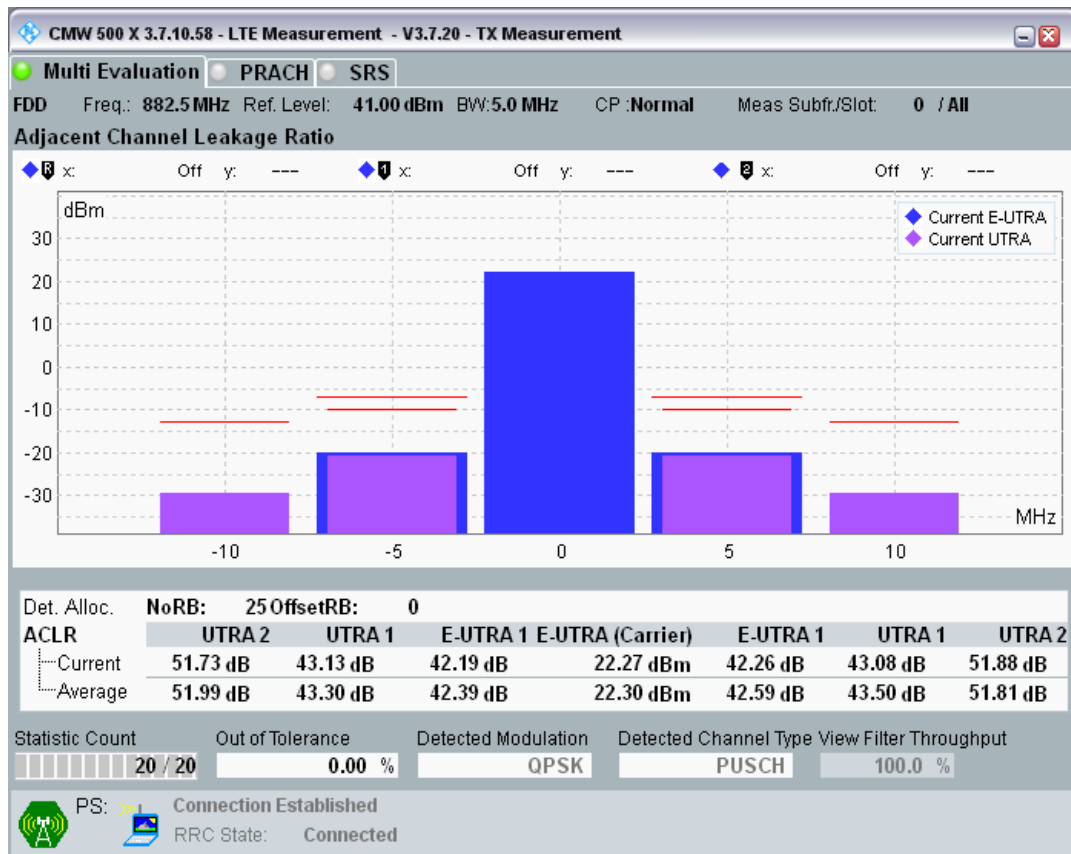 CMW 500 X 3.7.10.58 - LTE Measurement - V3.7.20 - TX Measurement
Multi Evaluation PRACH SRS
FDD Freq.: 882.5 MHz Ref. Level: 41.00 dBm BW:5.0 MHz CP :Normal Meas Subfr./Slot: 0 / All
Adjacent Channel Leakage Ratio
R x: Off y: --- 1 x: Off y: --- 2 x: Off y: ---
dBm
Current E-UTRA
Current UTRA
30
20
10
0
-10
-20
-30
MHz
-10 -5 0 5 10
Det. Alloc. NoRB: 25 OffsetRB: 0
ACLR UTRA 2 UTRA 1 E-UTRA 1 E-UTRA (Carrier) E-UTRA 1 UTRA 1 UTRA 2
Current 51.73 dB 43.13 dB 42.19 dB 22.27 dBm 42.26 dB 43.08 dB 51.88 dB
Average 51.99 dB 43.30 dB 42.39 dB 22.30 dBm 42.59 dB 43.50 dB 51.81 dB
Statistic Count Out of Tolerance Detected Modulation Detected Channel Type View Filter Throughput
20 / 20 0.00 % QPSK PUSCH 100.0 %
PS: Connection Established
RRC State: Connected